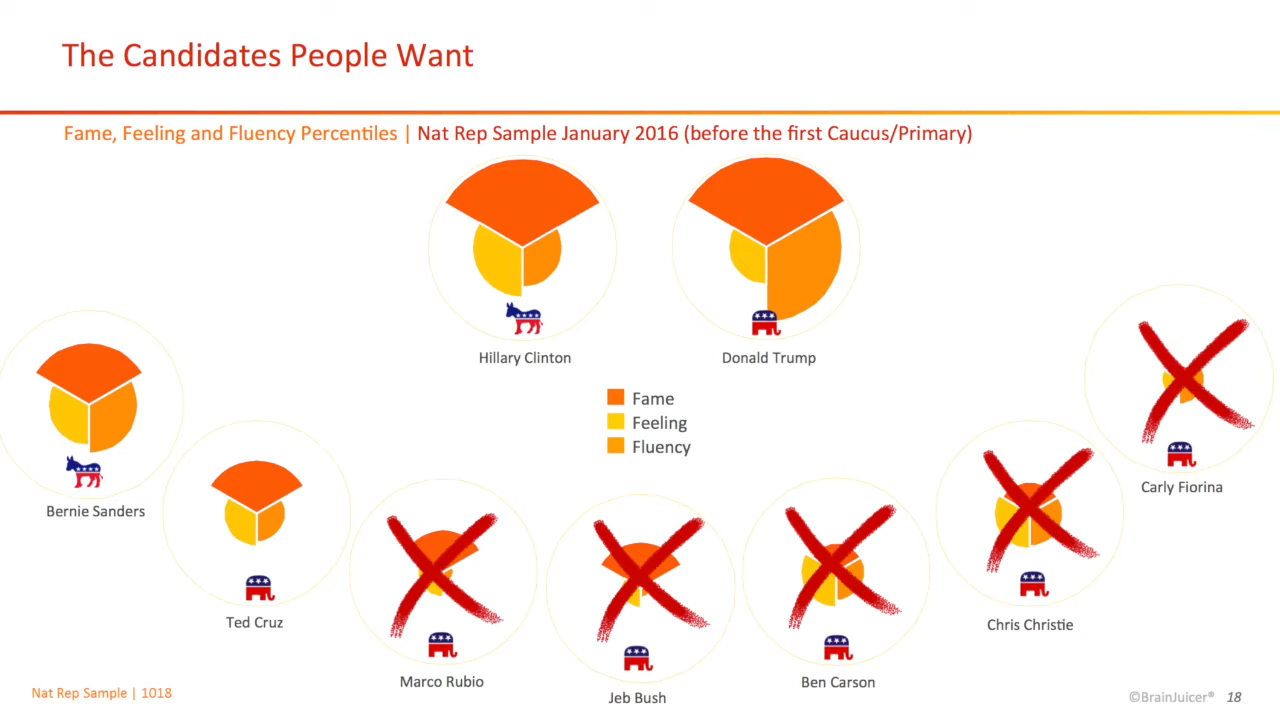 The Candidates People Want
Fame, Feeling and Fluency Percentiles | Nat Rep Sample January 2016 (before the first Caucus/Primary)
Hillary Clinton
Donald Trump
Fame
Feeling
Fluency
Carly Fiorina
Bernie Sanders
Ted Cruz
Chris Christie
Marco Rubio
Jeb Bush
Ben Carson
Nat Rep Sample | 1018
©BrainJuicer® 18